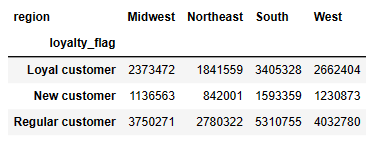 region Midwest Northeast South West
loyalty_flag
Loyal customer 2373472 1841559 3405328 2662404
New customer 1136563 842001 1593359 1230873
Regular customer 3750271 2780322 5310755 4032780